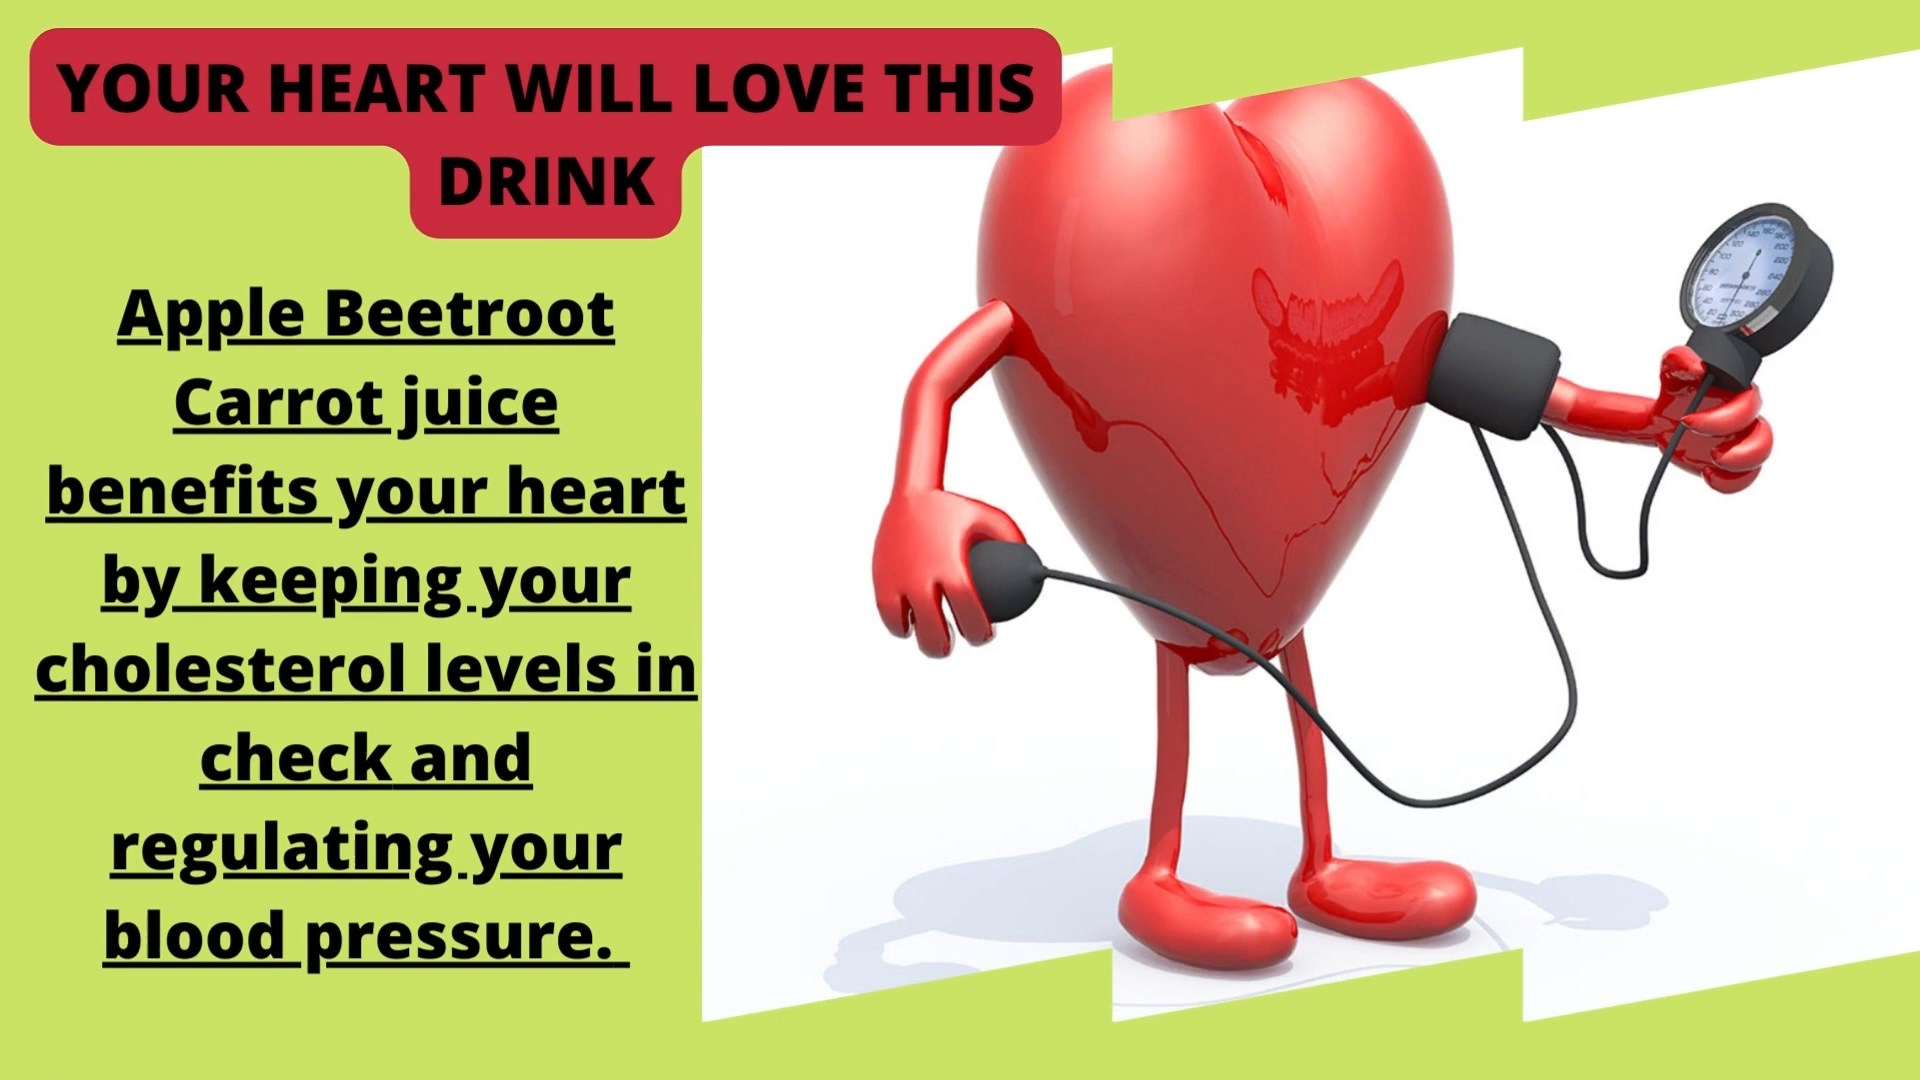 YOUR HEART WILL LOVE THIS
DRINK
Apple Beetroot
Carrot juice
benefits your heart
by keeping your
cholesterol levels in
check and
regulating your
blood pressure.